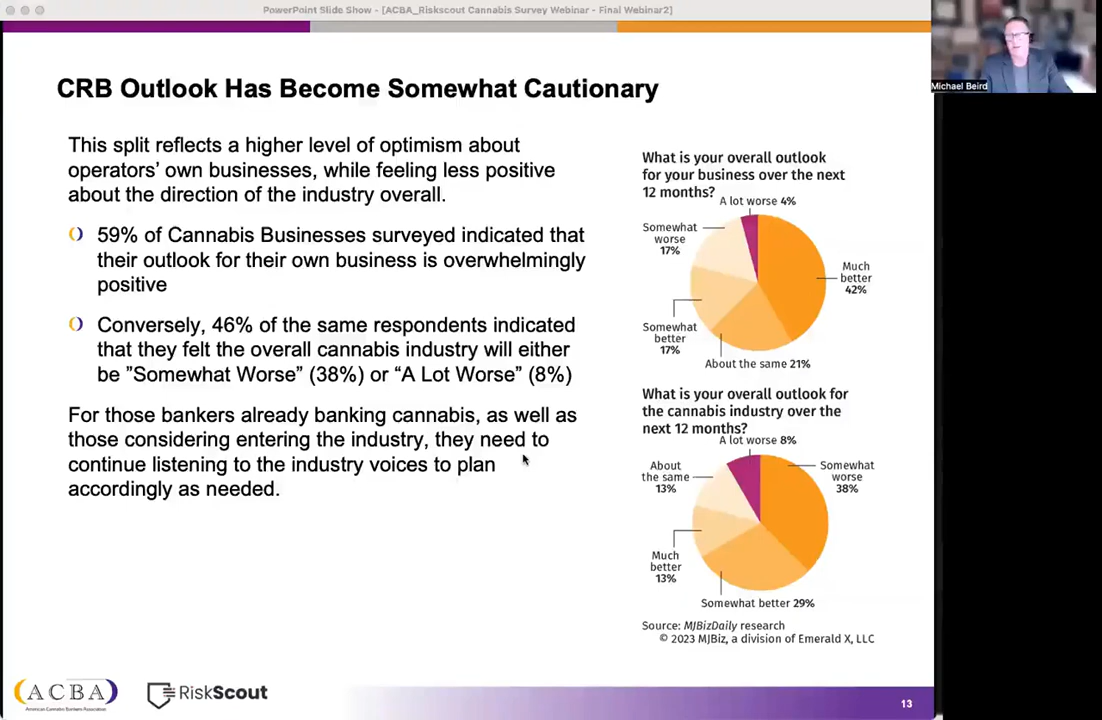 PowerPoint Slide Show - [ACBA_Riskscout Cannabis Survey Webinar - Final Webinar2]
Michael Beird
CRB Outlook Has Become Somewhat Cautionary
This split reflects a higher level of optimism about
operators' own businesses, while feeling less positive
about the direction of the industry overall.
59% of Cannabis Businesses surveyed indicated that
their outlook for their own business is overwhelmingly
positive
Conversely, 46% of the same respondents indicated
that they felt the overall cannabis industry will either
be ”Somewhat Worse” (38%) or “A Lot Worse” (8%)
For those bankers already banking cannabis, as well as
those considering entering the industry, they need to
continue listening to the industry voices to plan
accordingly as needed.
What is your overall outlook
for your business over the next
12 months?
A lot worse 4%
Somewhat
worse
17%
Much
better
42%
Somewhat
better
17%
About the same 21%
What is your overall outlook for
the cannabis industry over the
next 12 months?
A lot worse 8%
About
the same
13%
Somewhat
worse
38%
Much
better
13%
Somewhat better 29%
Source: MJBizDaily research
© 2023 MJBiz, a division of Emerald X, LLC
ACBA
American Cannabis Bankers Association
RiskScout
13